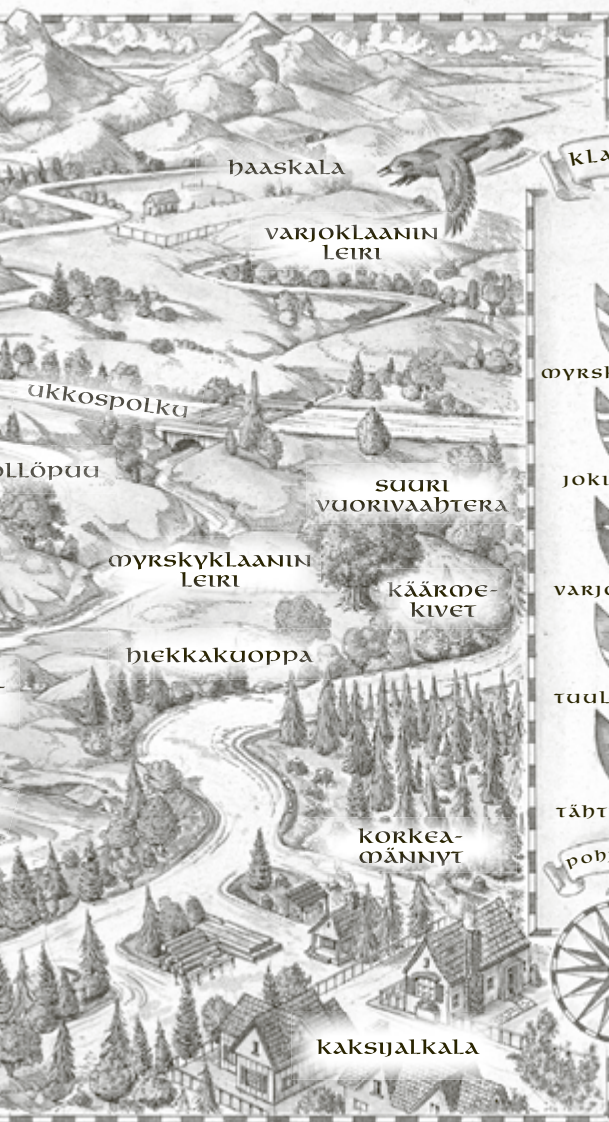 haaskala
varjoklaanin
leiri
ukkospolku
suuri
vuorivaahtera
myrskyklaanin
leiri
käärme-
kivet
hiekkakuoppa
korkea-
männyt
kaksijalkala